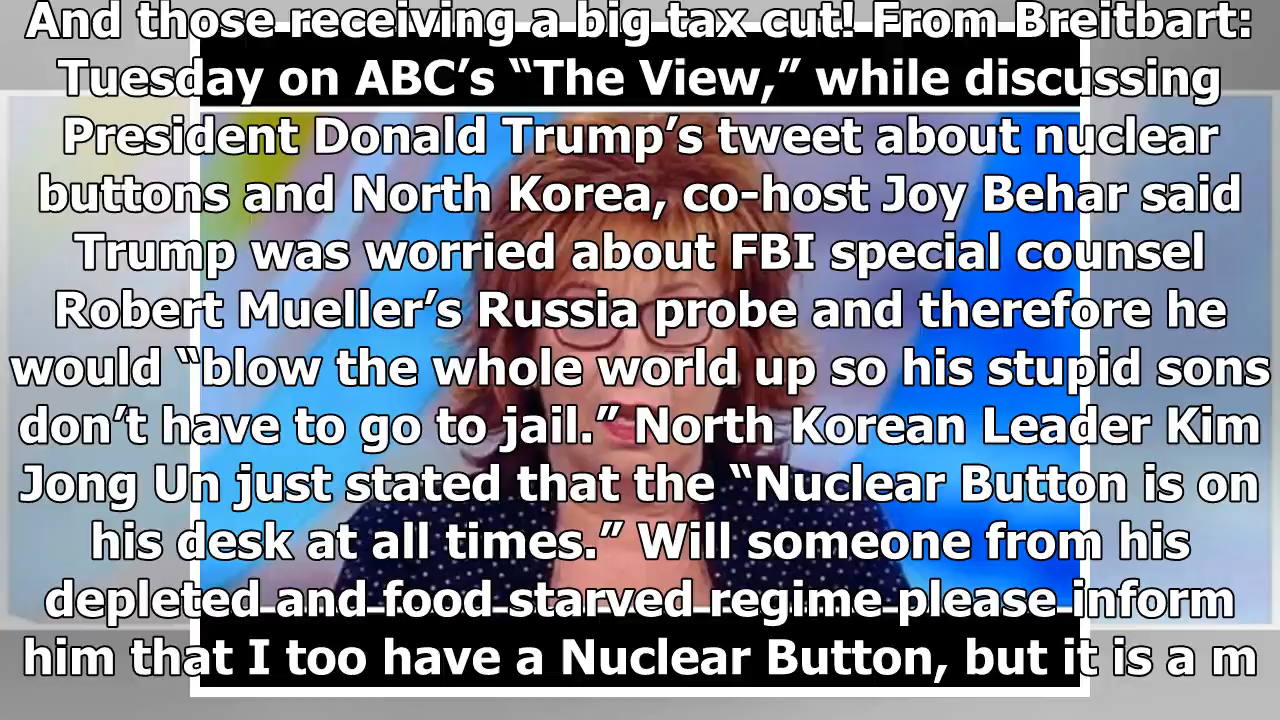 And those receiving a big tax cut! From Breitbart:
Tuesday on ABC’s “The View,” while discussing
President Donald Trump’s tweet about nuclear
buttons and North Korea, co-host Joy Behar said
Trump was worried about FBI special counsel
Robert Mueller’s Russia probe and therefore he
would “blow the whole world up so his stupid sons
don’t have to go to jail.” North Korean Leader Kim
Jong Un just stated that the “Nuclear Button is on
his desk at all times.” Will someone from his
depleted and food starved regime please inform
him that I too have a Nuclear Button, but it is a m